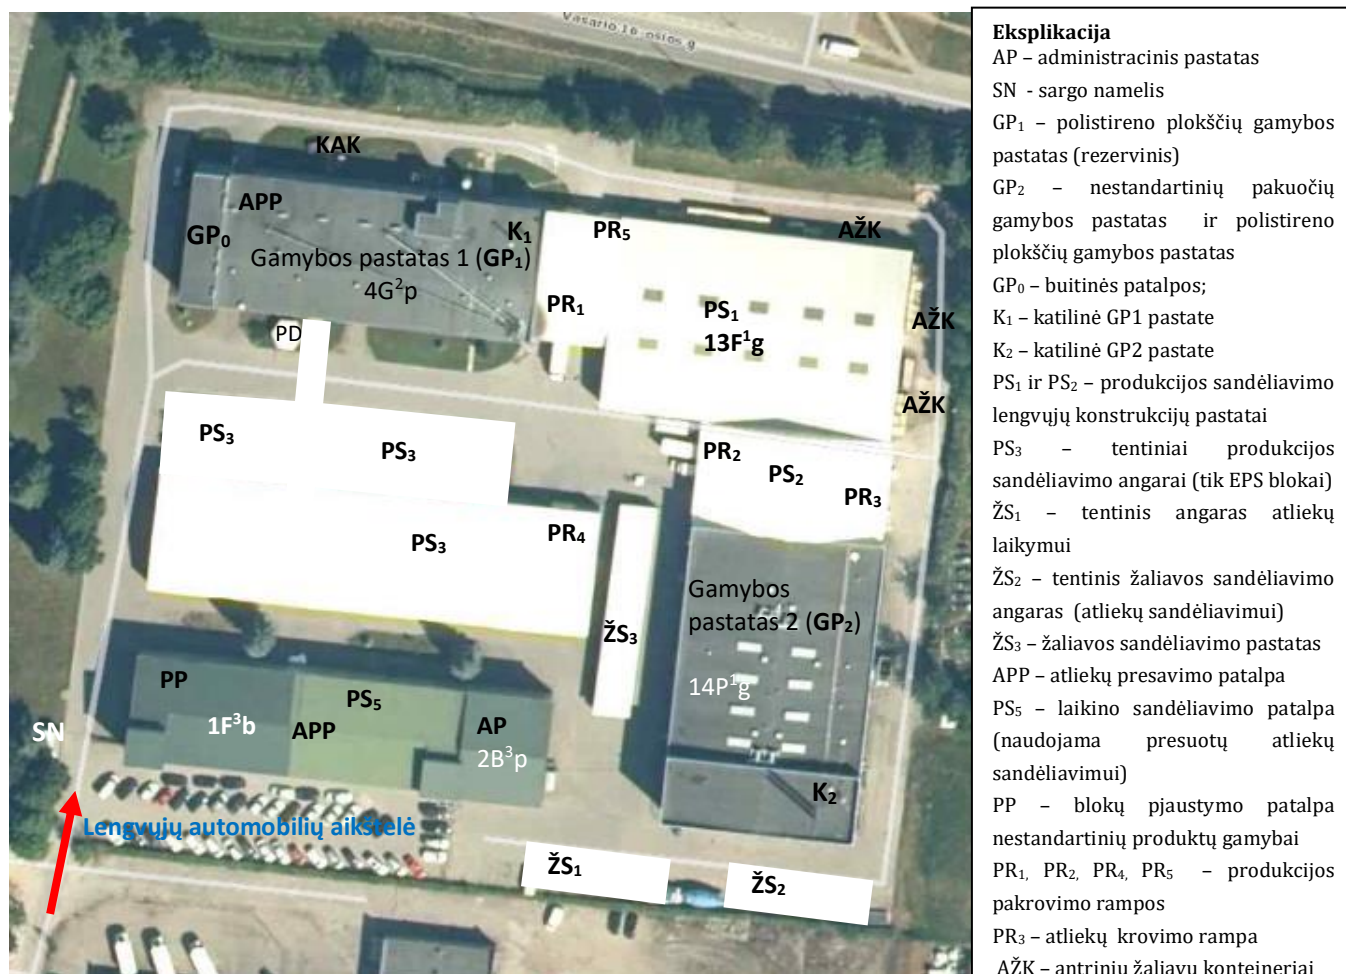 Vasario 16-osios g
KAK
APP
GP₀
K₁
Gamybos pastatas 1 (GP₁)
4G²p
PD
PR₅
AŽK
PR₁
PS₁
13F¹g
AŽK
AŽK
PS₃
PS₃
PR₂
PS₂
PR₃
PS₃
PR₄
ŽS₃
Gamybos
pastatas 2 (GP₂)
14P¹g
K₂
PP
1F³b
PS₅
APP
AP
2B³p
SN
Lengvųjų automobilių aikštelė
ŽS₁
ŽS₂
Eksplikacija
AP – administracinis pastatas
SN - sargo namelis
GP₁ – polistireno plokščių gamybos
pastatas (rezervinis)
GP₂ – nestandartinių pakuočių
gamybos pastatas ir polistireno
plokščių gamybos pastatas
GP₀ – buitinės patalpos;
K₁ – katilinė GP1 pastate
K₂ – katilinė GP2 pastate
PS₁ ir PS₂ – produkcijos sandėliavimo
lengvųjų konstrukcijų pastatai
PS₃ – tentiniai produkcijos
sandėliavimo angarai (tik EPS blokai)
ŽS₁ – tentinis angaras atliekų
laikymui
ŽS₂ – tentinis žaliavos sandėliavimo
angaras (atliekų sandėliavimui)
ŽS₃ – žaliavos sandėliavimo pastatas
APP – atliekų presavimo patalpa
PS₅ – laikino sandėliavimo patalpa
(naudojama presuotų atliekų
sandėliavimui)
PP – blokų pjaustymo patalpa
nestandartinių produktų gamybai
PR₁, PR₂, PR₄, PR₅ – produkcijos
pakrovimo rampos
PR₃ – atliekų krovimo rampa
AŽK – antrinių žaliavų konteineriai